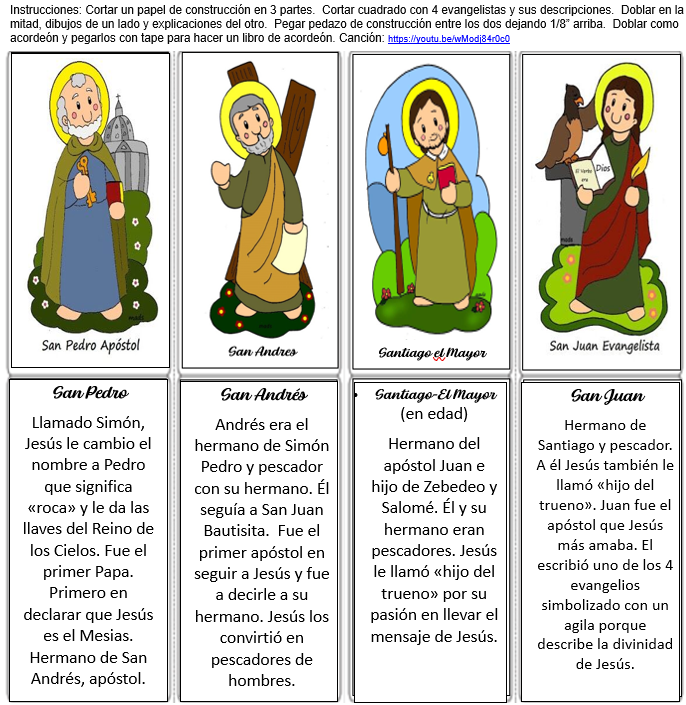 Instrucciones: Cortar un papel de construcción en 3 partes.  Cortar cuadrado con 4 evangelistas y sus descripciones.  Doblar en la
mitad, dibujos de un lado y explicaciones del otro.  Pegar pedazo de construcción entre los dos dejando 1/8” arriba.  Doblar como
acordeón y pegarlos con tape para hacer un libro de acordeón. Canción: https://youtu.be/wModj84r0c0
El Verbo
era
Dios
made
made
made
made
San Pedro Apóstol
San Andres
Santiago el Mayor
San Juan Evangelista
San Pedro
Llamado Simón,
Jesús le cambio el
nombre a Pedro
que significa
«roca» y le da las
llaves del Reino de
los Cielos. Fue el
primer Papa.
Primero en
declarar que Jesús
es el Mesias.
Hermano de San
Andrés, apóstol.
San Andrés
Andrés era el
hermano de Simón
Pedro y pescador
con su hermano. Él
seguía a San Juan
Bautisita.  Fue el
primer apóstol en
seguir a Jesús y fue
a decirle a su
hermano. Jesús los
convirtió en
pescadores de
hombres.
• Santiago-El Mayor
(en edad)
Hermano del
apóstol Juan e
hijo de Zebedeo y
Salomé. Él y su
hermano eran
pescadores. Jesús
le llamó «hijo del
trueno» por su
pasión en llevar el
mensaje de Jesús.
San Juan
Hermano de
Santiago y pescador.
A él Jesús también le
llamó «hijo del
trueno». Juan fue el
apóstol que Jesús
más amaba. El
escribió uno de los 4
evangelios
simbolizado con un
agila porque
describe la divinidad
de Jesús.